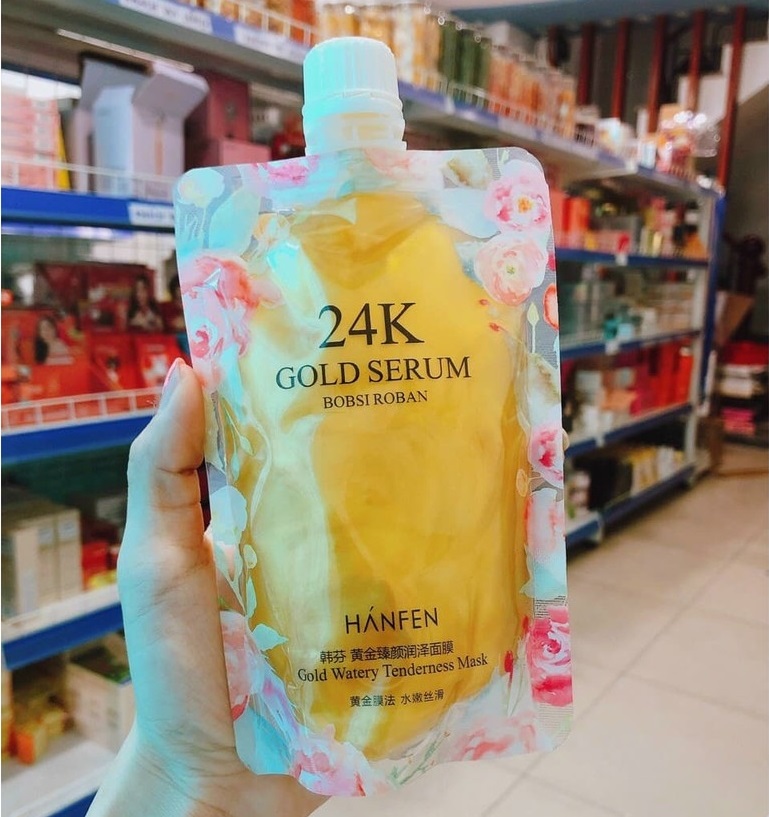 24K
GOLD SERUM
BOBSI ROBAN
HÁNFEN
韩芬 黄金臻颜润泽面膜
Gold Watery Tenderness Mask
黄金膜法 水嫩丝滑